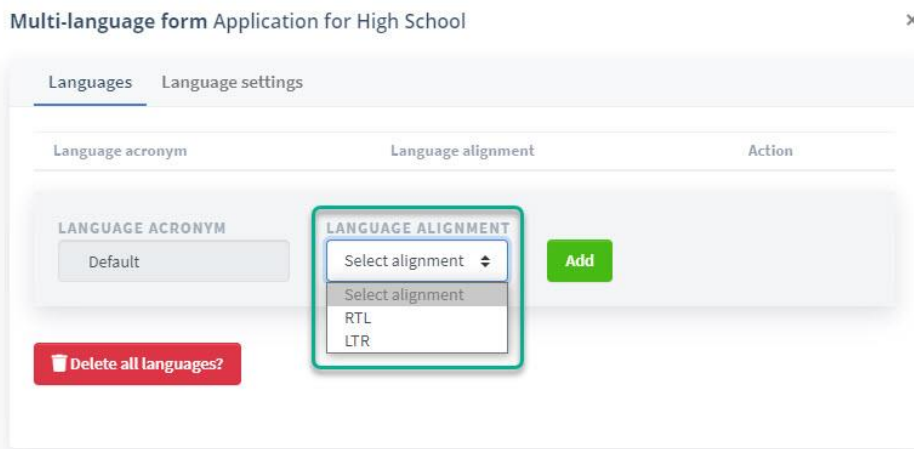 Multi-language form Application for High School ×
Languages Language settings
Language acronym Language alignment Action
LANGUAGE ACRONYM LANGUAGE ALIGNMENT
Default Select alignment Add
Select alignment
RTL
LTR
Delete all languages?